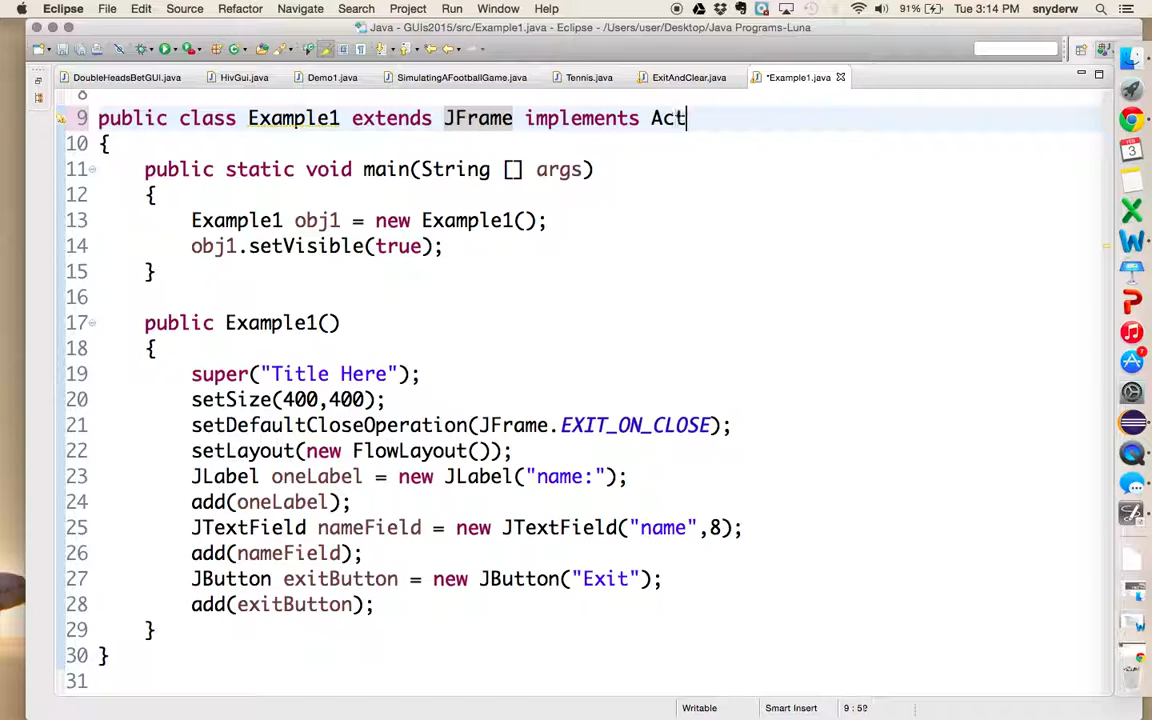 Eclipse File Edit Source Refactor Navigate Search Project Run Window Help 91% Tue 3:14 PM snyderw
Java - GUIs2015/src/Example1.java - Eclipse - /Users/user/Desktop/Java Programs-Luna
DoubleHeadsBetGUI.java HivGui.java Demo1.java SimulatingAFootballGame.java Tennis.java ExitAndClear.java *Example1.java
8
9 public class Example1 extends JFrame implements Act
10 {
11 public static void main(String [] args)
12 {
13 Example1 obj1 = new Example1();
14 obj1.setVisible(true);
15 }
16
17 public Example1()
18 {
19 super("Title Here");
20 setSize(400,400);
21 setDefaultCloseOperation(JFrame.EXIT_ON_CLOSE);
22 setLayout(new FlowLayout());
23 JLabel oneLabel = new JLabel("name:");
24 add(oneLabel);
25 JTextField nameField = new JTextField("name",8);
26 add(nameField);
27 JButton exitButton = new JButton("Exit");
28 add(exitButton);
29 }
30 }
31
Writable Smart Insert